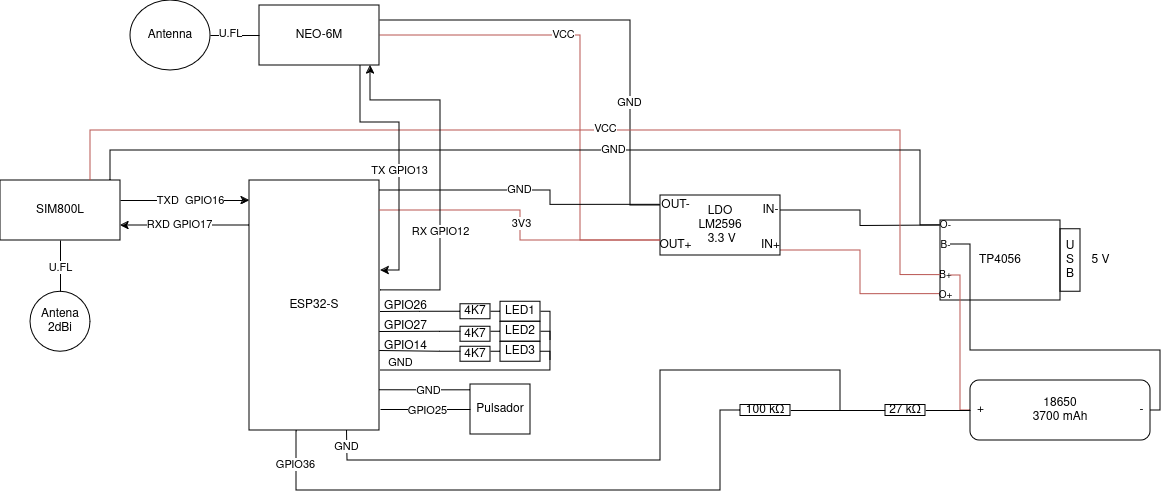 Antenna
U.FL
NEO-6M
VCC
GND
VCC
GND
TX GPIO13
SIM800L
TXD GPIO16
RXD GPIO17
GND
3V3
RX GPIO12
OUT-
OUT+
LDO
LM2596
3.3 V
IN-
IN+
O-
B-
B+
O+
TP4056
U
S
B
5 V
U.FL
Antena
2dBi
ESP32-S
GPIO26
4K7
LED1
GPIO27
4K7
LED2
GPIO14
4K7
LED3
GND
GND
GPIO25
Pulsador
100 kΩ
27 kΩ
+
18650
3700 mAh
-
GND
GPIO36